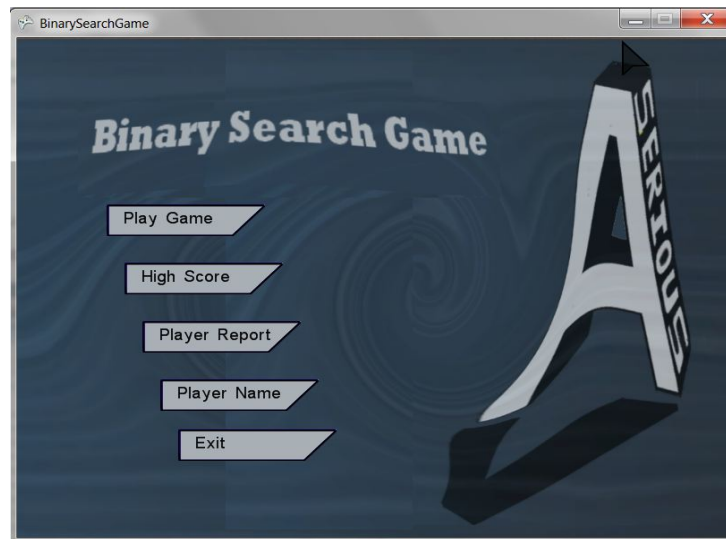 BinarySearchGame
Binary Search Game
SERIOUS
A
Play Game
High Score
Player Report
Player Name
Exit